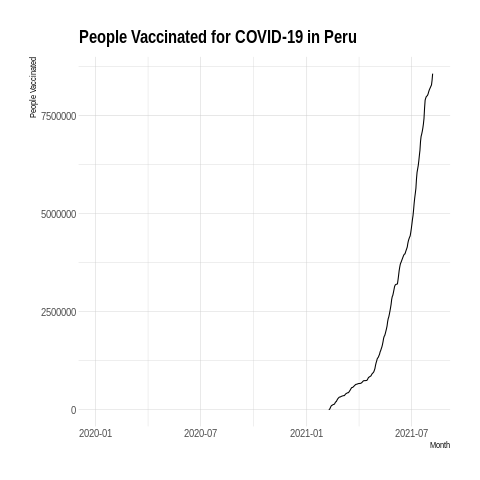 People Vaccinated for COVID-19 in Peru
People Vaccinated
7500000
5000000
2500000
0
2020-01 2020-07 2021-01 2021-07
Month